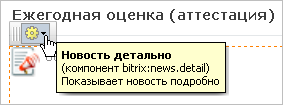 Ежегодная оценка (аттестация)
Новость детально
(компонент bitrix:news.detail)
Показывает новость подробно